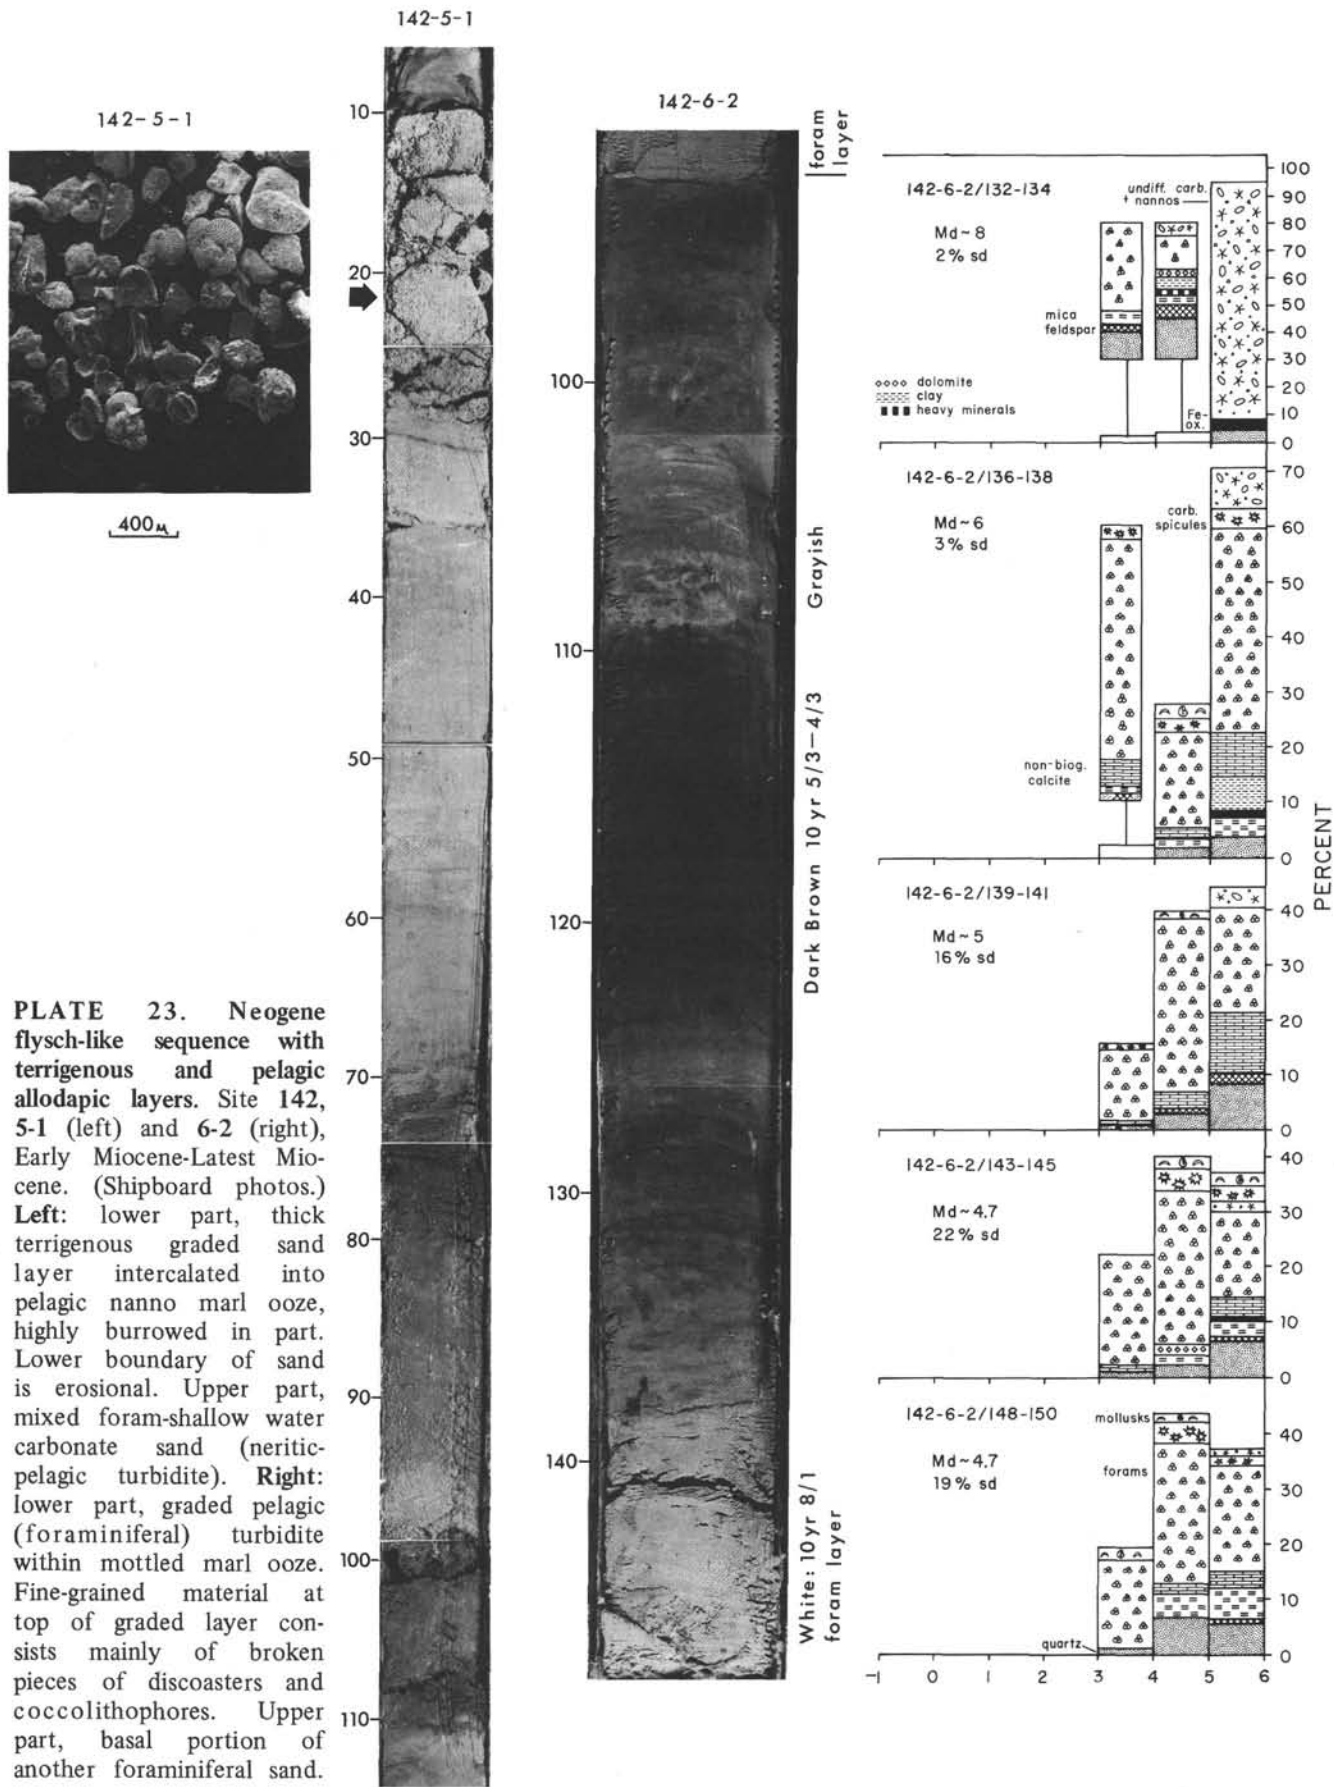 142-5-1
142-5-1
400μ
10
20
30
40
50
60
70
80
90
100
110
PLATE 23. Neogene
flysch-like sequence with
terrigenous and pelagic
allodapic layers. Site 142,
5-1 (left) and 6-2 (right),
Early Miocene-Latest Mio-
cene. (Shipboard photos.)
Left: lower part, thick
terrigenous graded sand
layer intercalated into
pelagic nanno marl ooze,
highly burrowed in part.
Lower boundary of sand
is erosional. Upper part,
mixed foram-shallow water
carbonate sand (neritic-
pelagic turbidite). Right:
lower part, graded pelagic
(foraminiferal) turbidite
within mottled marl ooze.
Fine-grained material at
top of graded layer con-
sists mainly of broken
pieces of discoasters and
coccolithophores. Upper
part, basal portion of
another foraminiferal sand.
142-6-2
100
110
120
130
140
foram
layer
Grayish
Dark Brown 10 yr 5/3—4/3
White: 10yr 8/1
foram layer
142-6-2/132-134
Md~8
2% sd
undiff. carb.
+ nannos
mica
feldspar
dolomite
clay
heavy minerals
Fe-
ox.
100
90
80
70
60
50
40
30
20
10
0
142-6-2/136-138
Md~6
3% sd
carb.
spicules
non-biog.
calcite
70
60
50
40
30
20
10
0
PERCENT
142-6-2/139-141
Md~5
16% sd
40
30
20
10
0
142-6-2/143-145
Md~4.7
22% sd
40
30
20
10
0
142-6-2/148-150
Md~4.7
19% sd
mollusks
forams
quartz
40
30
20
10
0
-1 0 1 2 3 4 5 6